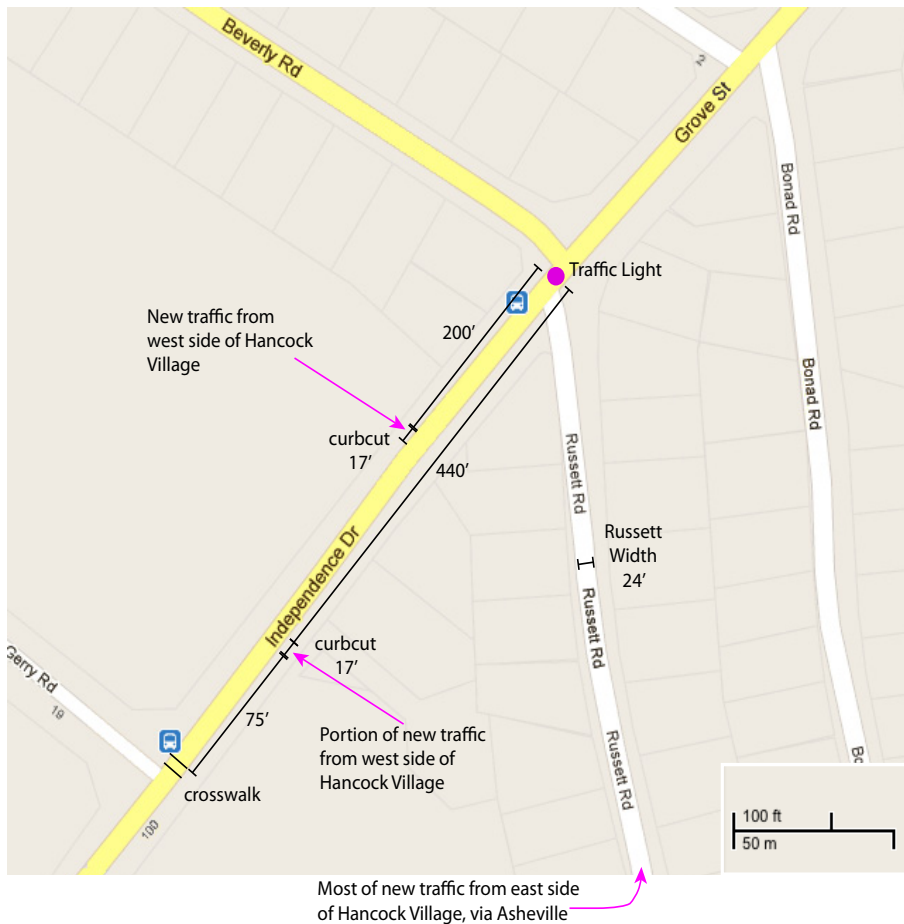 Beverly Rd
2
Grove St
Bonad Rd
Traffic Light
New traffic from
west side of Hancock
Village
200’
curbcut
17’
440’
Bonad Rd
Russett Rd
Russett
Width
24’
Independence Dr
Russett Rd
curbcut
17’
Gerry Rd
19
75’
Portion of new traffic
from west side of
Hancock Village
Russett Rd
Bo
crosswalk
100
100 ft
50 m
Most of new traffic from east side
of Hancock Village, via Asheville